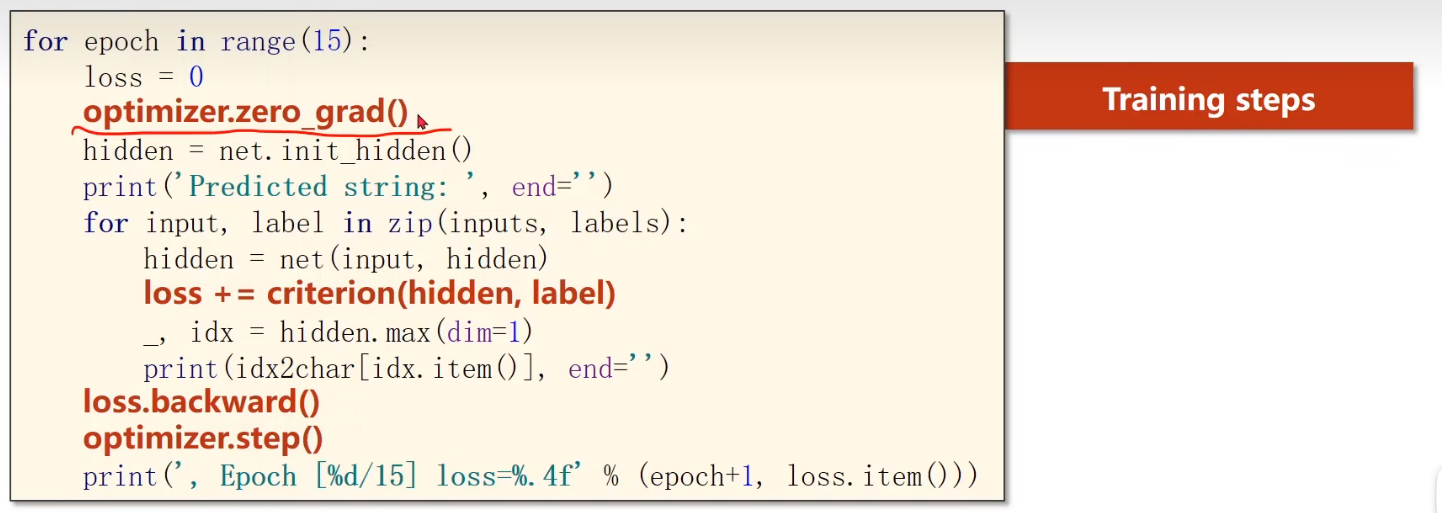 for epoch in range(15):
    loss = 0
    optimizer.zero_grad()
    hidden = net.init_hidden()
    print('Predicted string: ', end='')
    for input, label in zip(inputs, labels):
        hidden = net(input, hidden)
        loss += criterion(hidden, label)
        _, idx = hidden.max(dim=1)
        print(idx2char[idx.item()], end='')
    loss.backward()
    optimizer.step()
    print(', Epoch [%d/15] loss=%.4f' % (epoch+1, loss.item()))
Training steps